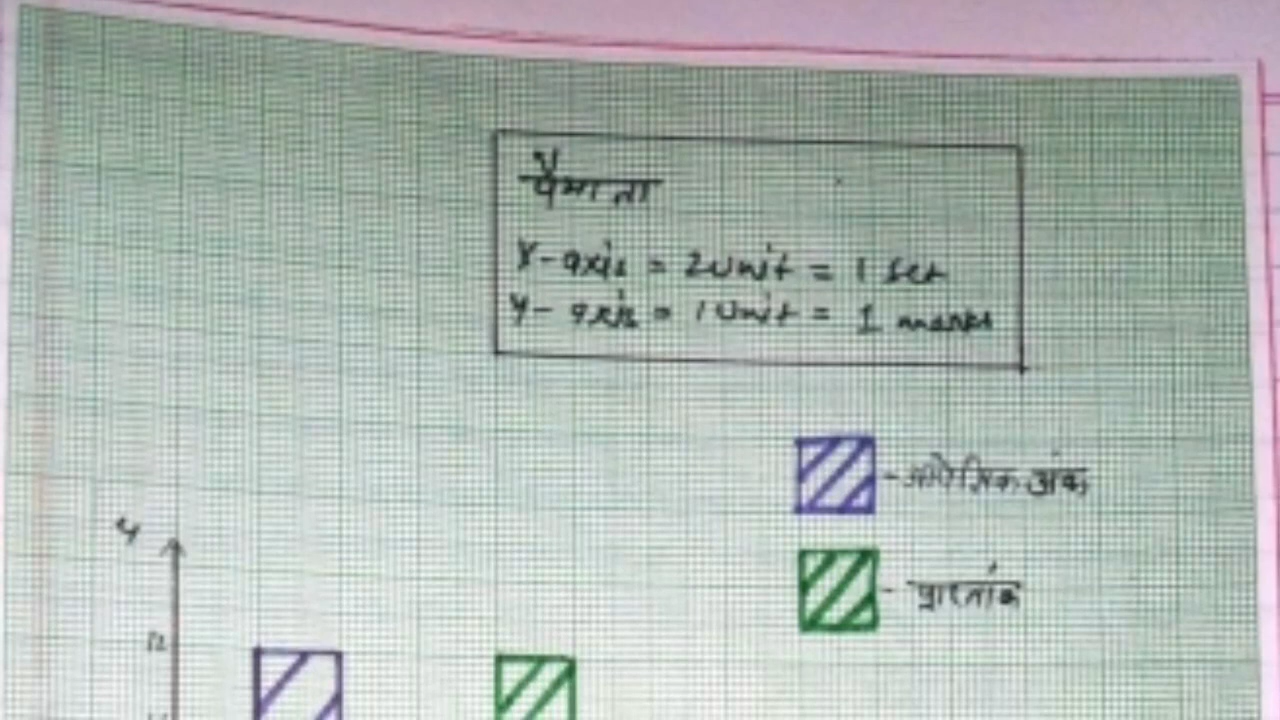 पैमाना
X-axis = 2 Unit = 1 set
Y-axis = 1 Unit = 1 marks
अंक
- प्राप्तांक
Y
12